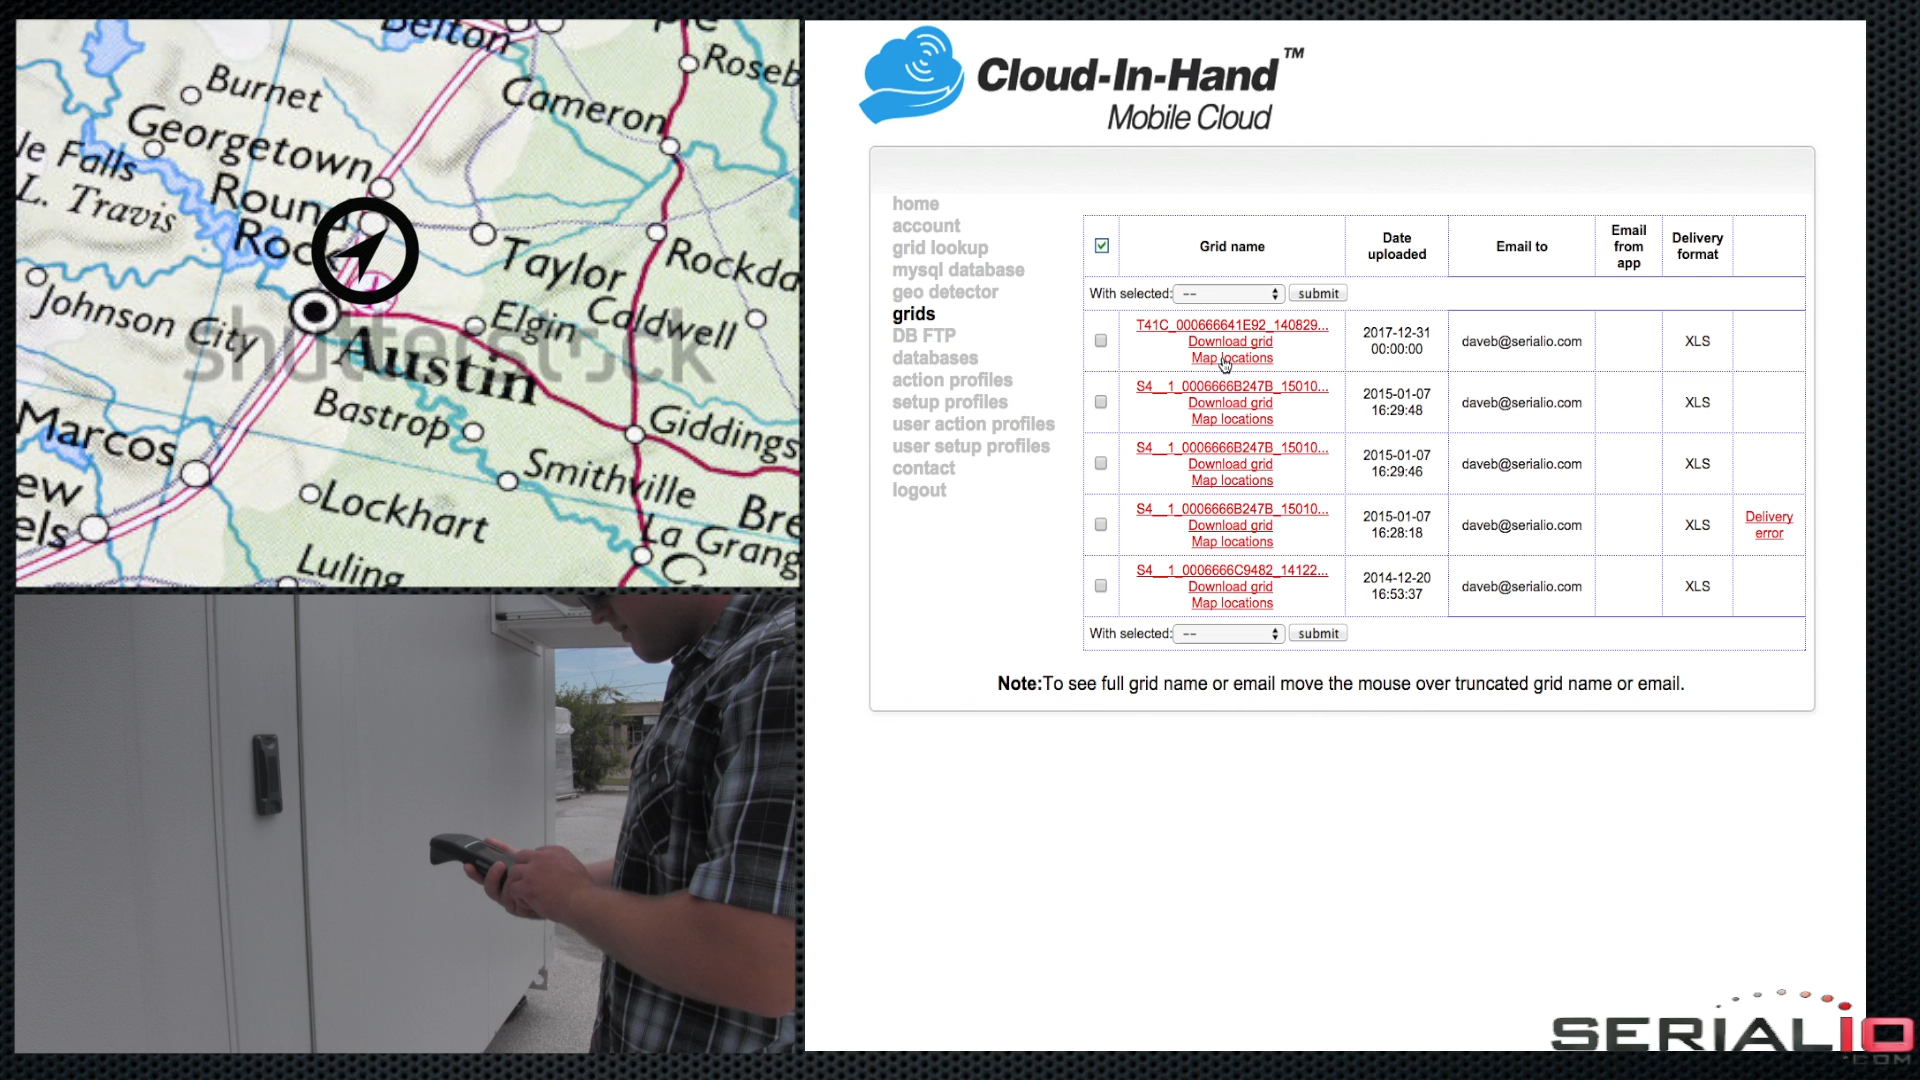 Belton
Roseb
Burnet
Cameron
Georgetown
le Falls
L. Travis
Round
Rock
Taylor
Rockda
Johnson City
Elgin
Caldwell
shutterstock
Austin
Bastrop
Giddings
Marcos
Smithville
ew
els
Lockhart
Bre
La Grang
Luling
Cloud-In-Hand™
Mobile Cloud
home
account
grid lookup
mysql database
geo detector
grids
DB FTP
databases
action profiles
setup profiles
user action profiles
user setup profiles
contact
logout
Grid name Date uploaded Email to Email from app Delivery format
With selected: -- submit
T41C_000666641E92_140829...
Download grid
Map locations
2017-12-31
00:00:00
daveb@serialio.com
XLS
S4__1_0006666B247B_15010...
Download grid
Map locations
2015-01-07
16:29:48
daveb@serialio.com
XLS
S4__1_0006666B247B_15010...
Download grid
Map locations
2015-01-07
16:29:46
daveb@serialio.com
XLS
S4__1_0006666B247B_15010...
Download grid
Map locations
2015-01-07
16:28:18
daveb@serialio.com
XLS
Delivery
error
S4__1_0006666C9482_14122...
Download grid
Map locations
2014-12-20
16:53:37
daveb@serialio.com
XLS
With selected: -- submit
Note:To see full grid name or email move the mouse over truncated grid name or email.
SERIALIO
.COM